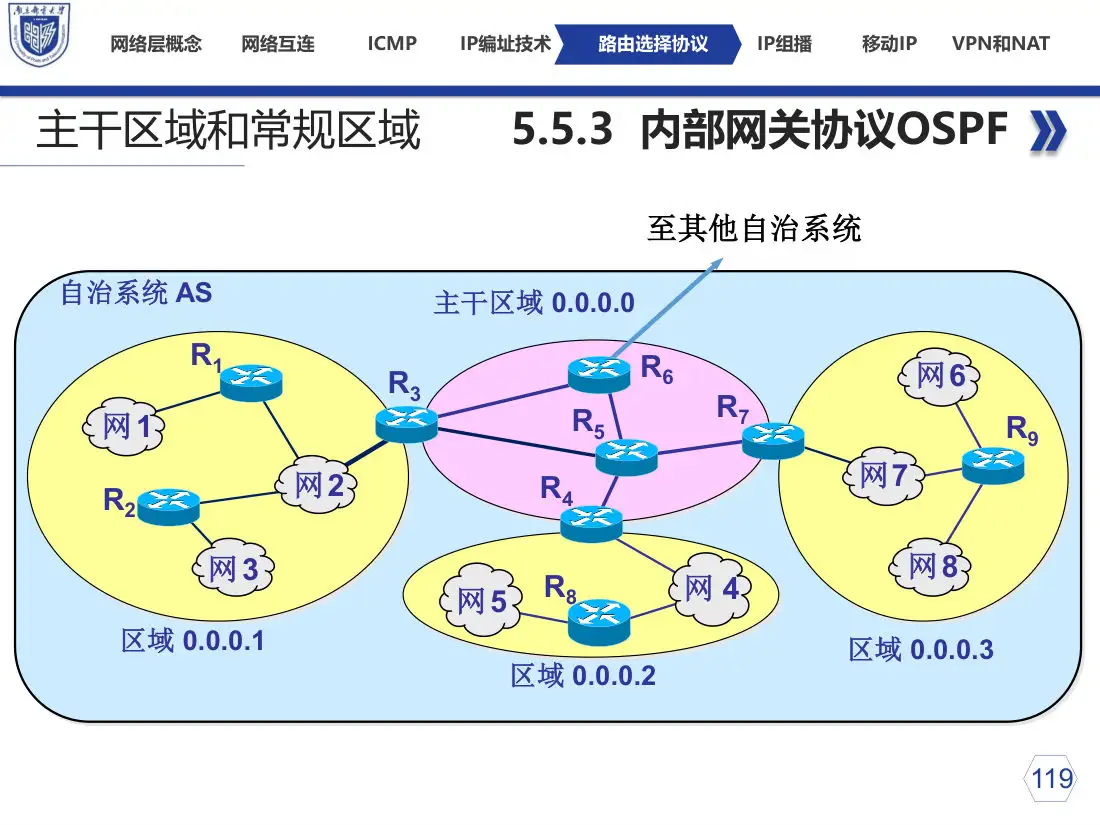 网络层概念 网络互连 ICMP IP编址技术 路由选择协议 IP组播 移动IP VPN和NAT
主干区域和常规区域 5.5.3 内部网关协议OSPF
至其他自治系统
自治系统 AS
主干区域 0.0.0.0
R1
R6
R3
网6
R7
网1
R5
R9
网7
网2
R4
R2
网3
网8
R8
网4
网5
区域 0.0.0.1
区域 0.0.0.3
区域 0.0.0.2
119